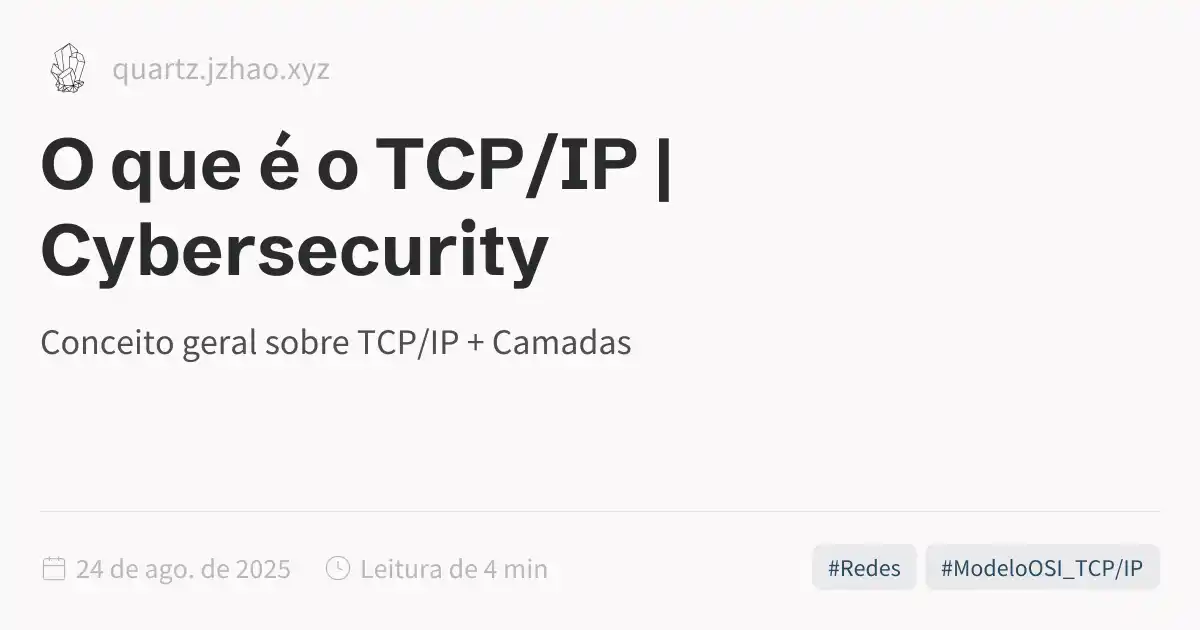 quartz.jzhao.xyz
O que é o TCP/IP |
Cybersecurity
Conceito geral sobre TCP/IP + Camadas
24 de ago. de 2025 Leitura de 4 min #Redes #ModeloOSI_TCP/IP